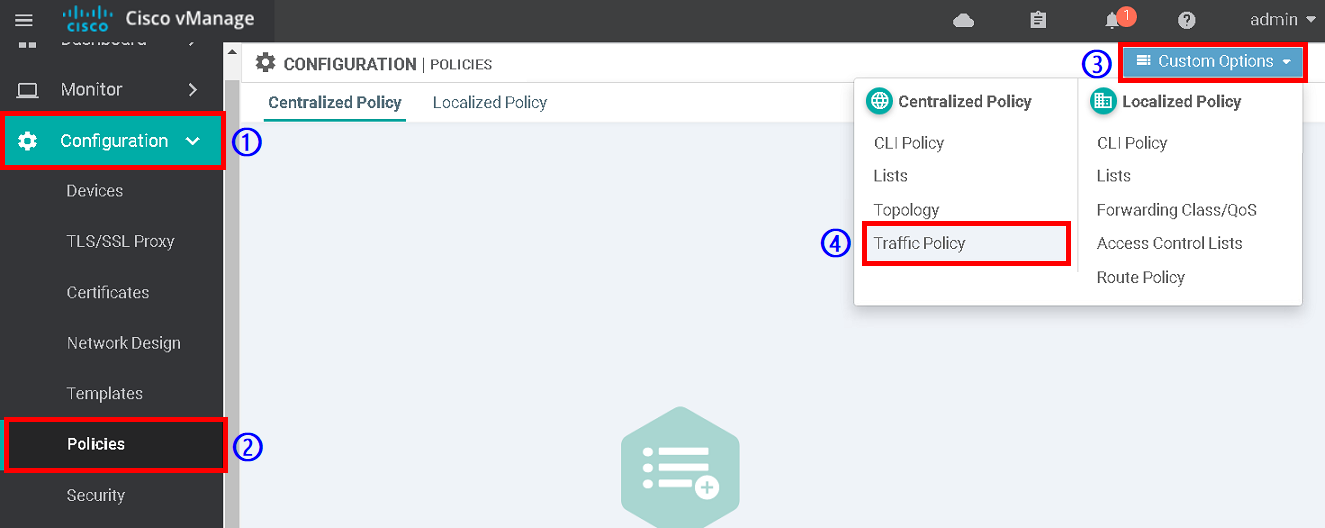 cisco
Cisco vManage
1
admin
Dashboard
Monitor
Configuration
①
Devices
TLS/SSL Proxy
Certificates
Network Design
Templates
Policies
②
Security
CONFIGURATION | POLICIES
③
Custom Options
Centralized Policy
Localized Policy
Centralized Policy
CLI Policy
Lists
Topology
④
Traffic Policy
Localized Policy
CLI Policy
Lists
Forwarding Class/QoS
Access Control Lists
Route Policy